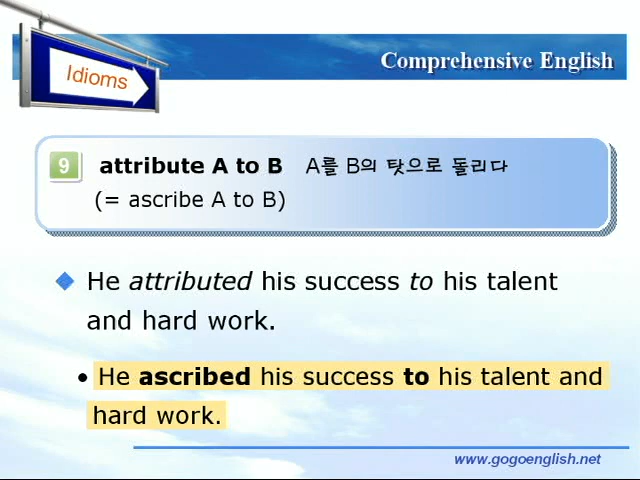 Comprehensive English
Idioms
9 attribute A to B A를 B의 탓으로 돌리다
(= ascribe A to B)
He attributed his success to his talent
and hard work.
• He ascribed his success to his talent and
hard work.
www.gogoenglish.net